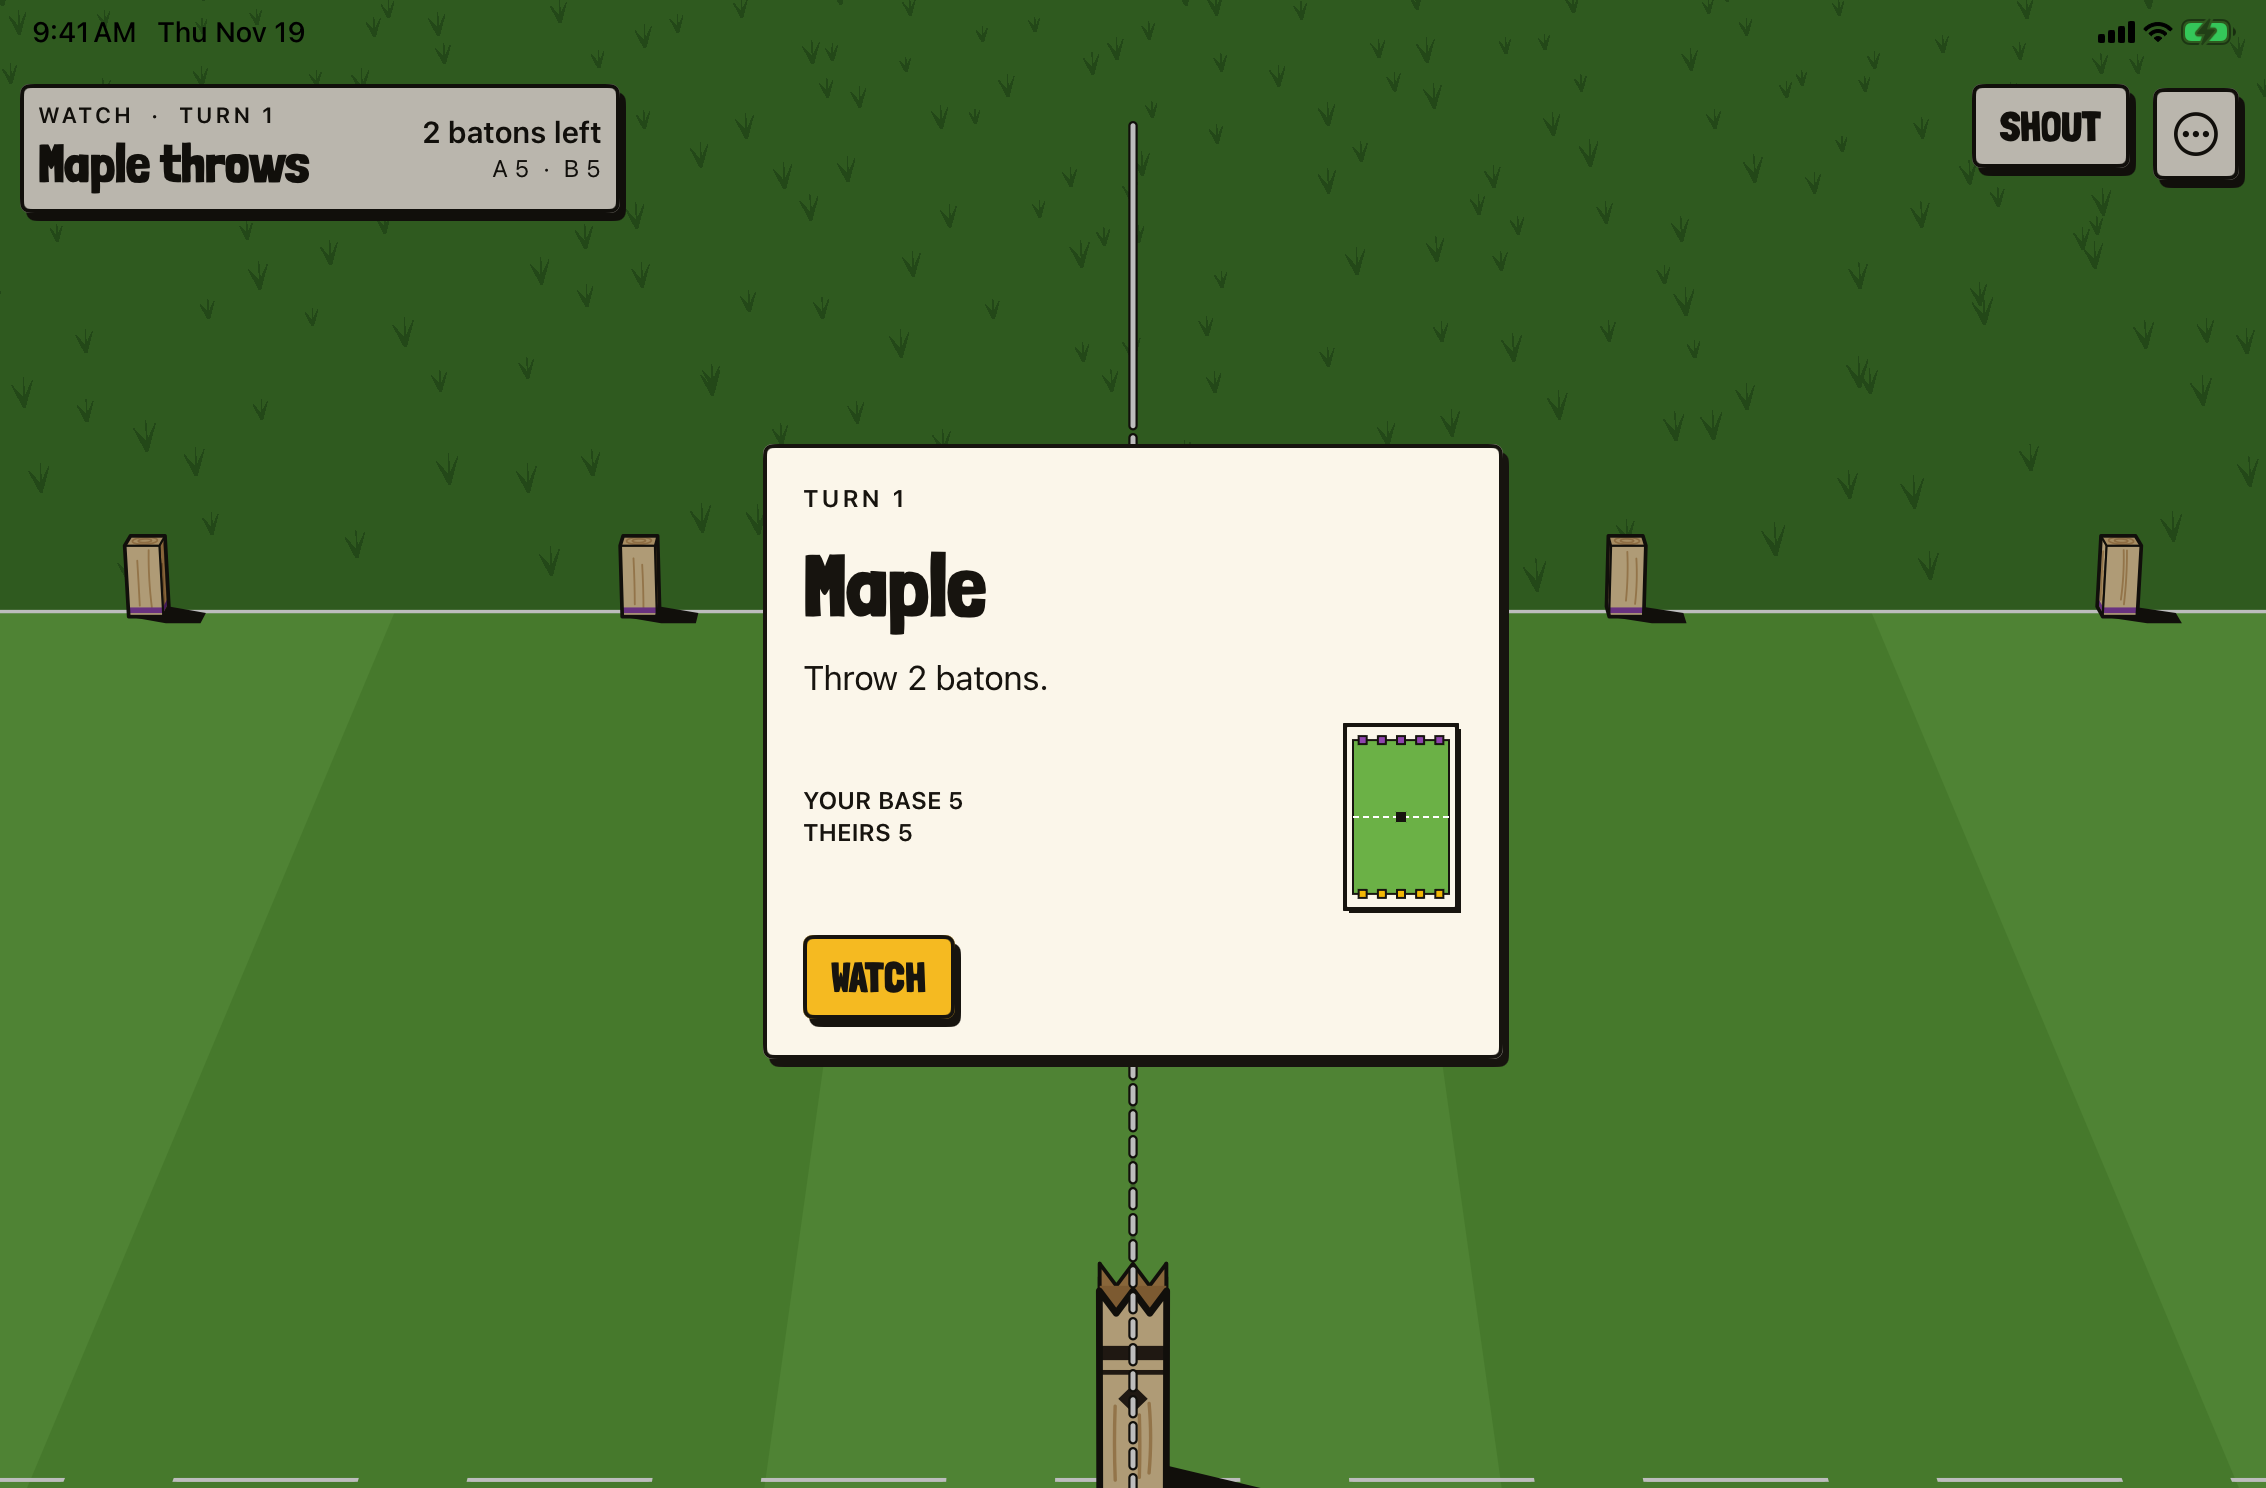 9:41 AM Thu Nov 19
WATCH · TURN 1
Maple throws
2 batons left
A 5 · B 5
SHOUT
TURN 1
Maple
Throw 2 batons.
YOUR BASE 5
THEIRS 5
WATCH